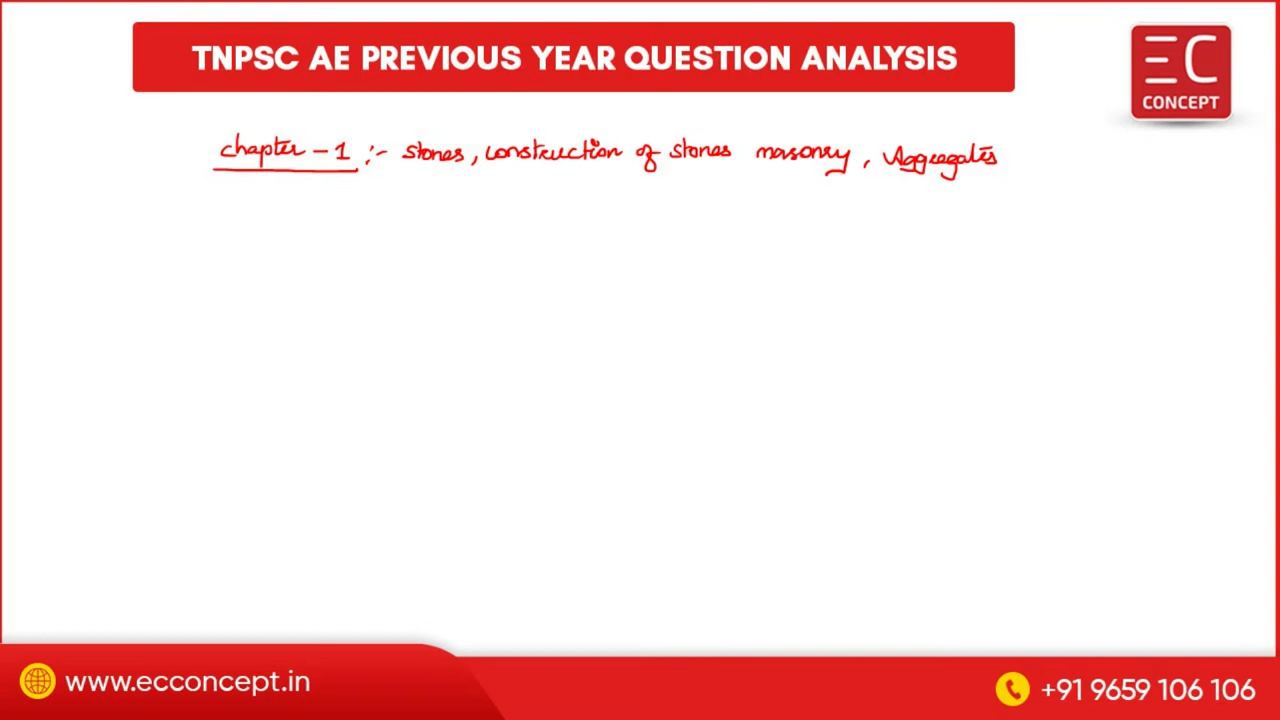 TNPSC AE PREVIOUS YEAR QUESTION ANALYSIS
EC
CONCEPT
chapter - 1 :- stones, construction of stones masonry, Aggregates
www.ecconcept.in
+91 9659 106 106